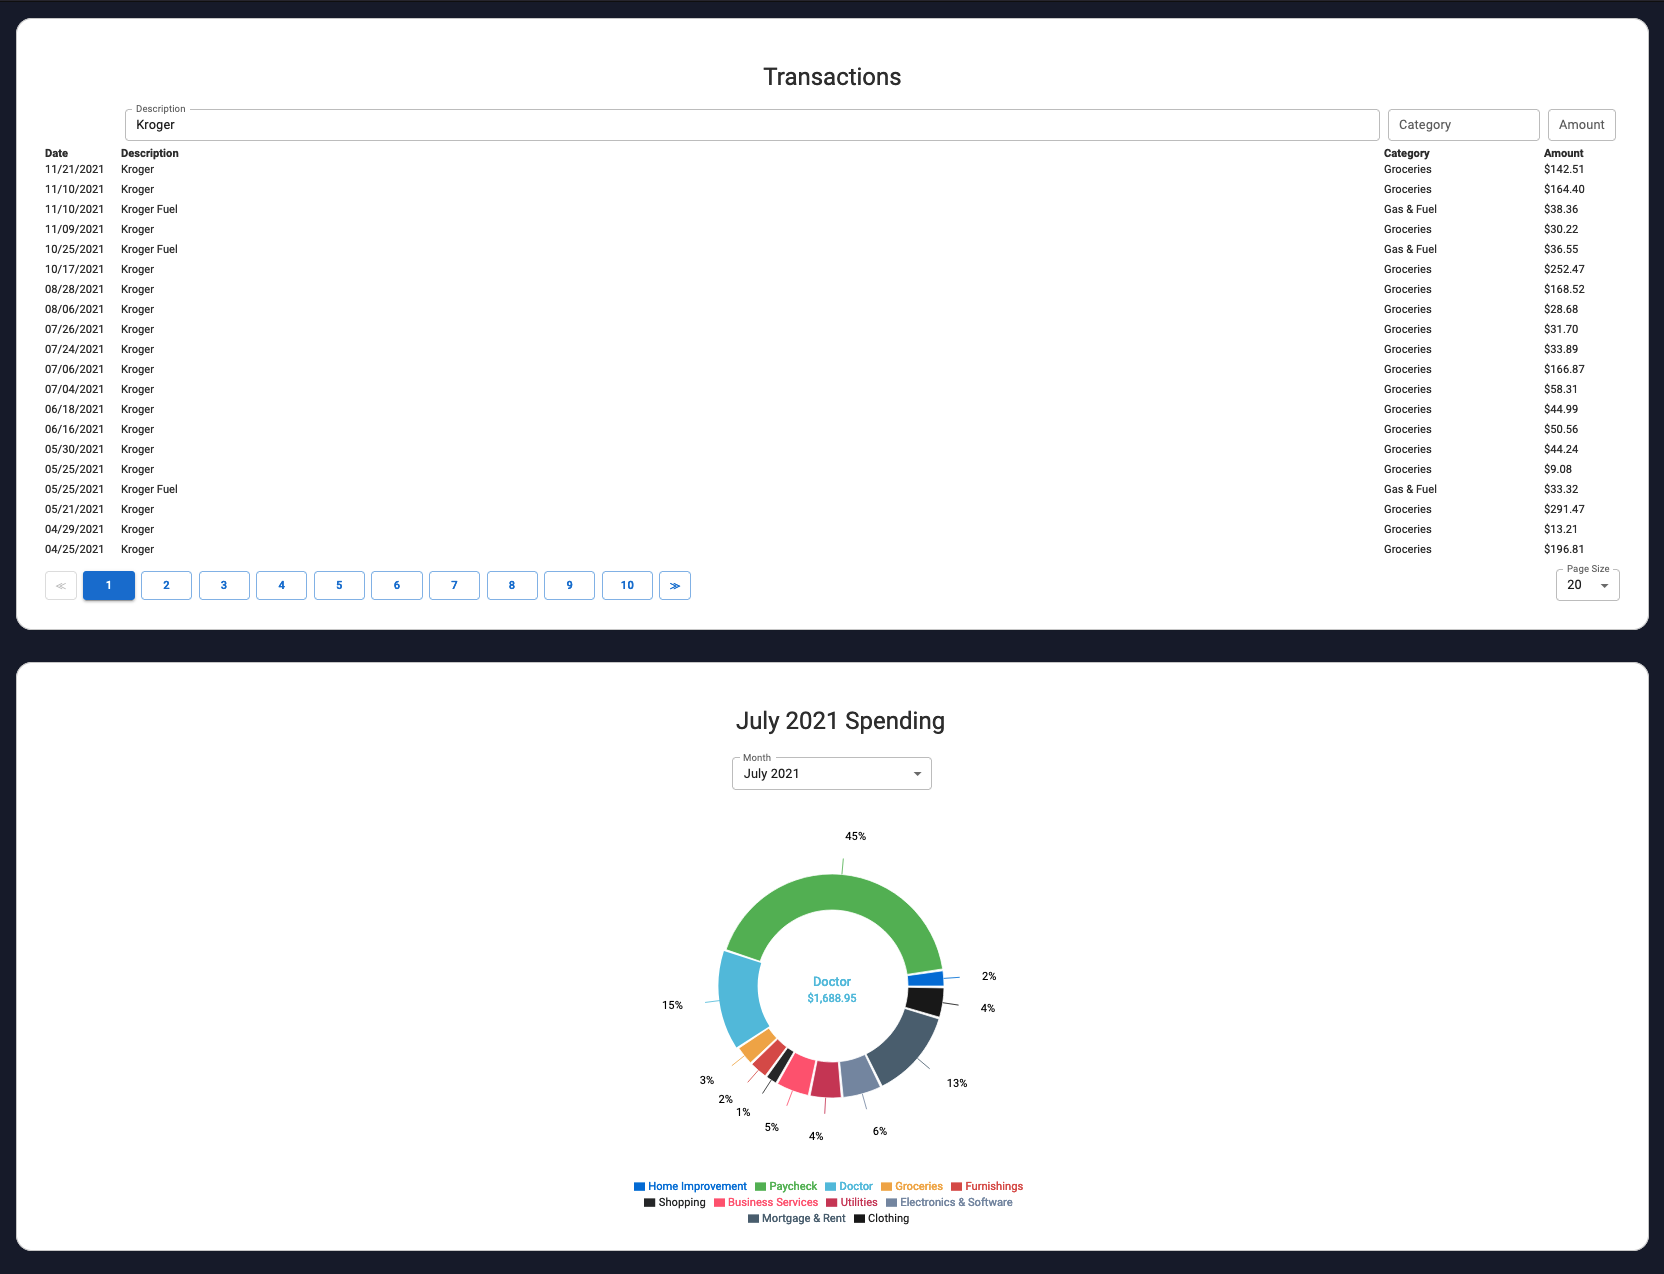 Transactions
Description
Kroger
Category
Amount
Date Description Category Amount
11/21/2021 Kroger Groceries $142.51
11/10/2021 Kroger Groceries $164.40
11/10/2021 Kroger Fuel Gas & Fuel $38.36
11/09/2021 Kroger Groceries $30.22
10/25/2021 Kroger Fuel Gas & Fuel $36.55
10/17/2021 Kroger Groceries $252.47
08/28/2021 Kroger Groceries $168.52
08/06/2021 Kroger Groceries $28.68
07/26/2021 Kroger Groceries $31.70
07/24/2021 Kroger Groceries $33.89
07/06/2021 Kroger Groceries $166.87
07/04/2021 Kroger Groceries $58.31
06/18/2021 Kroger Groceries $44.99
06/16/2021 Kroger Groceries $50.56
05/30/2021 Kroger Groceries $44.24
05/25/2021 Kroger Groceries $9.08
05/25/2021 Kroger Fuel Gas & Fuel $33.32
05/21/2021 Kroger Groceries $291.47
04/29/2021 Kroger Groceries $13.21
04/25/2021 Kroger Groceries $196.81
≪ 1 2 3 4 5 6 7 8 9 10 ≫
Page Size
20
July 2021 Spending
Month
July 2021
45%
2%
4%
13%
6%
4%
5%
1%
2%
3%
15%
Doctor
$1,688.95
Home Improvement Paycheck Doctor Groceries Furnishings
Shopping Business Services Utilities Electronics & Software
Mortgage & Rent Clothing